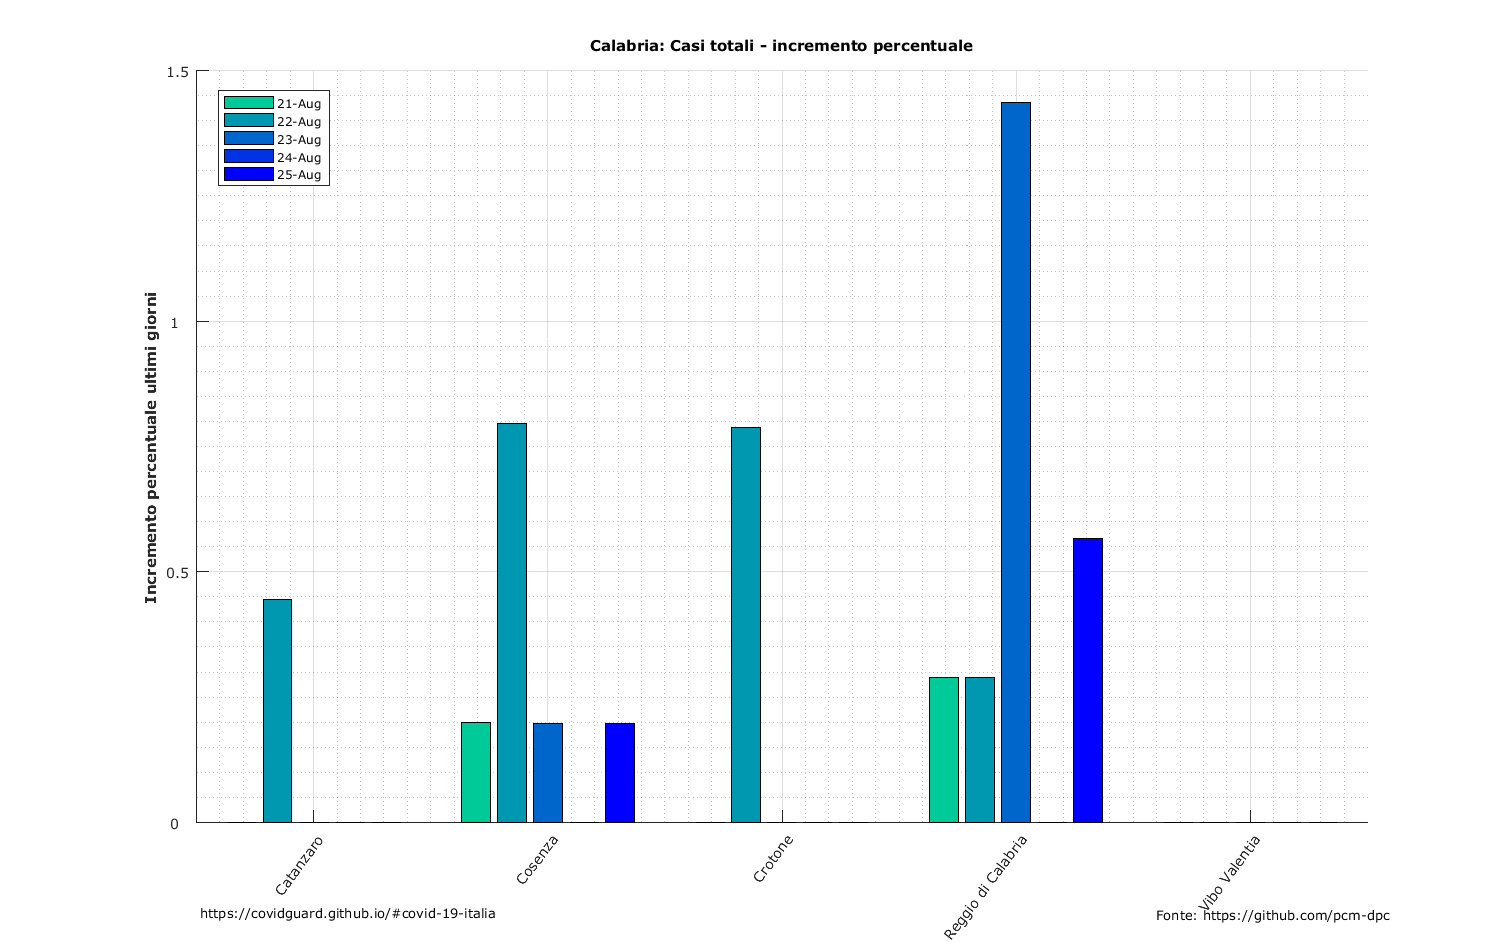 Calabria: Casi totali - incremento percentuale
1.5
21-Aug
22-Aug
23-Aug
24-Aug
25-Aug
Incremento percentuale ultimi giorni
1
0.5
0
Catanzaro
Cosenza
Crotone
Reggio di Calabria
Vibo Valentia
https://covidguard.github.io/#covid-19-italia
Fonte: https://github.com/pcm-dpc